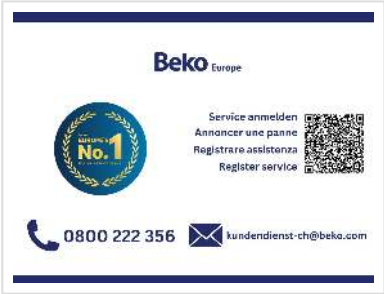 Beko Europe
EUROPE'S
No.1
Service anmelden
Annoncer une panne
Registrare assistenza
Register service
0800 222 356
kundendienst-ch@beko.com